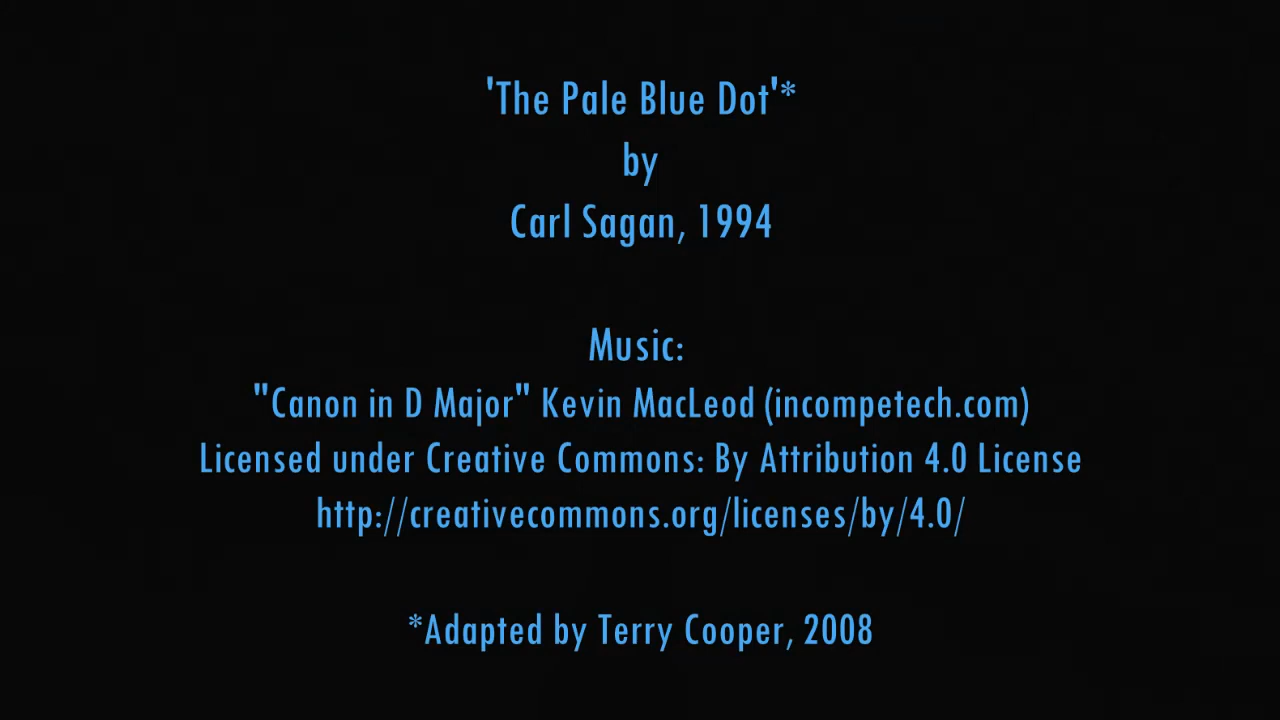 'The Pale Blue Dot'*
by
Carl Sagan, 1994
Music:
"Canon in D Major" Kevin MacLeod (incompetech.com)
Licensed under Creative Commons: By Attribution 4.0 License
http://creativecommons.org/licenses/by/4.0/
*Adapted by Terry Cooper, 2008